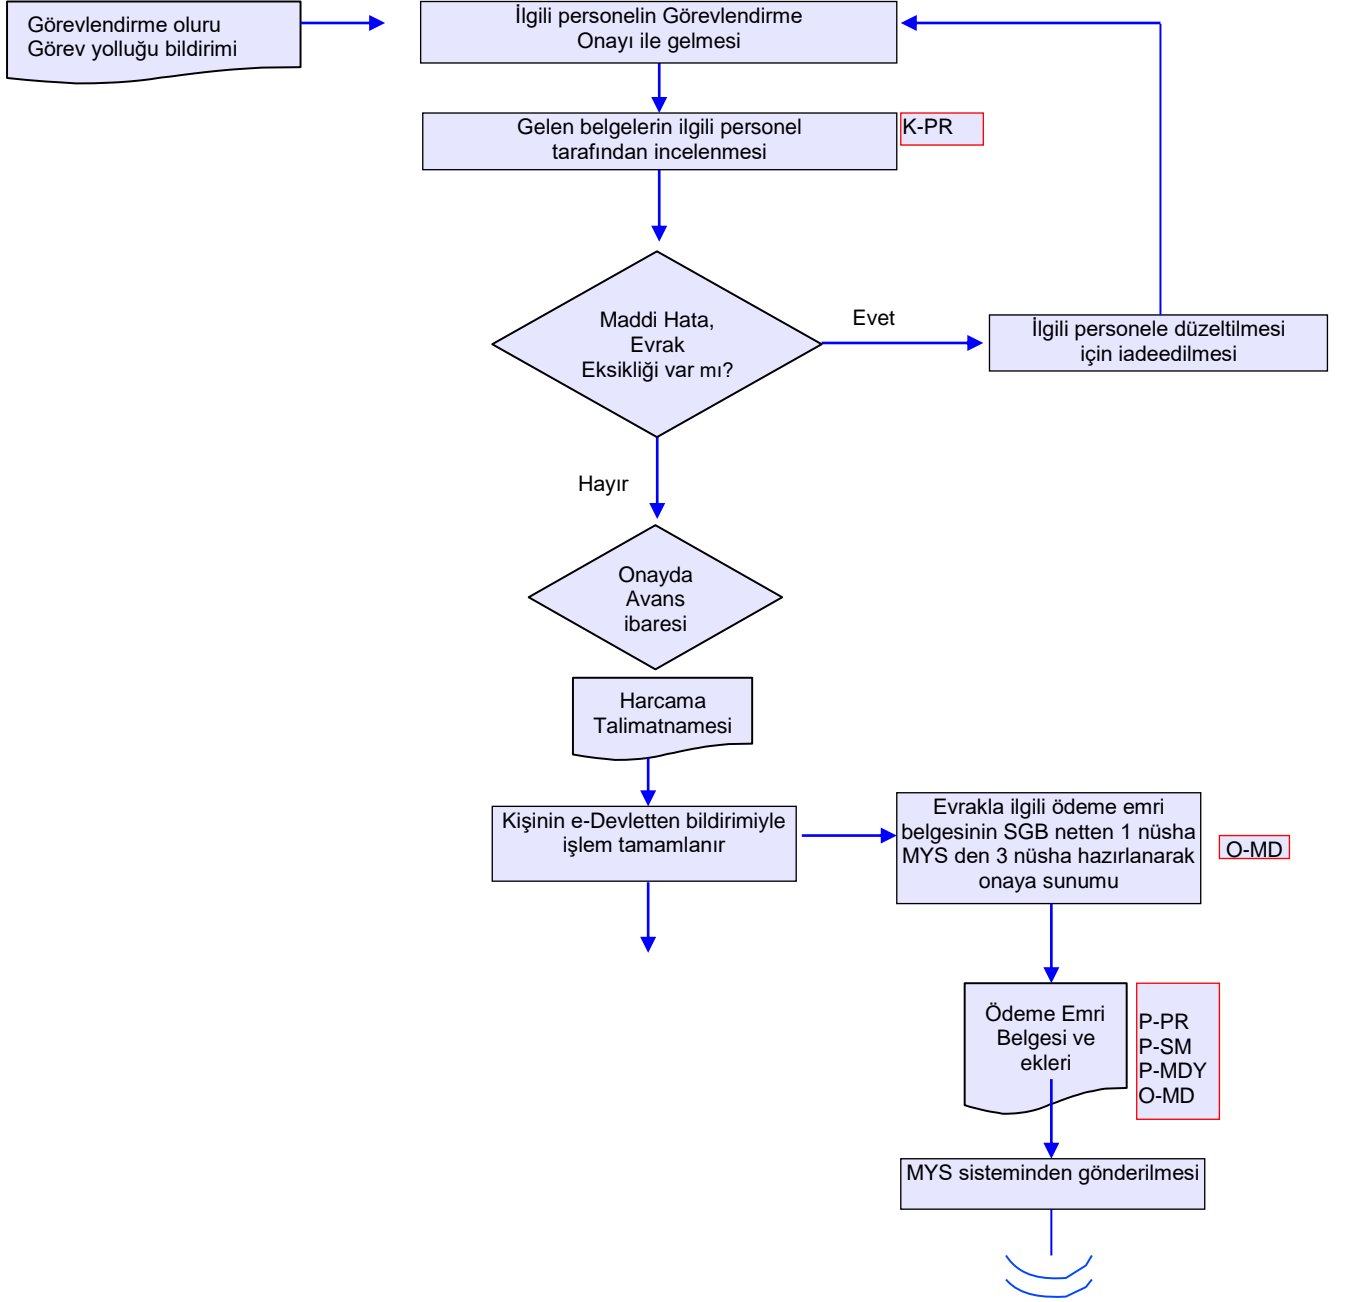 Görevlendirme oluru
Görev yolluğu bildirimi
İlgili personelin Görevlendirme
Onayı ile gelmesi
Gelen belgelerin ilgili personel
tarafından incelenmesi
K-PR
Maddi Hata,
Evrak
Eksikliği var mı?
Evet
İlgili personele düzeltilmesi
için iadeedilmesi
Hayır
Onayda
Avans
ibaresi
Harcama
Talimatnamesi
Kişinin e-Devletten bildirimiyle
işlem tamamlanır
Evrakla ilgili ödeme emri
belgesinin SGB netten 1 nüsha
MYS den 3 nüsha hazırlanarak
onaya sunumu
O-MD
Ödeme Emri
Belgesi ve
ekleri
P-PR
P-SM
P-MDY
O-MD
MYS sisteminden gönderilmesi